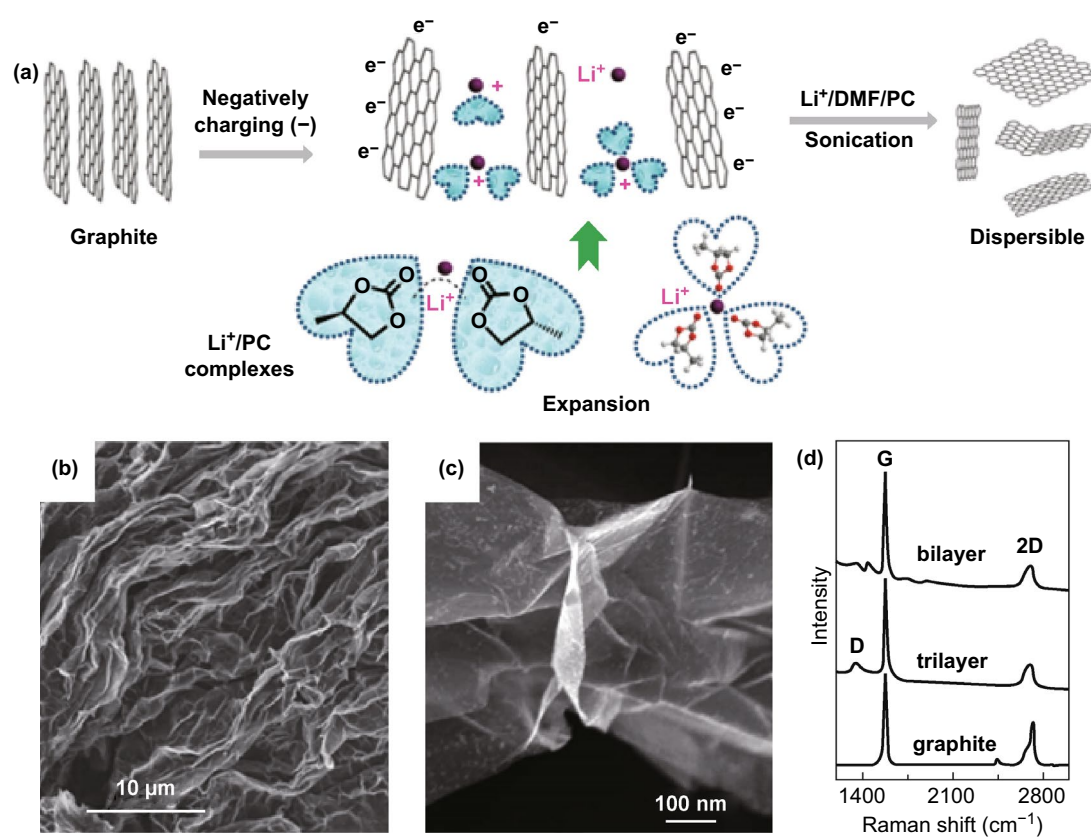 (a)
Graphite
Negatively
charging (−)
e⁻
e⁻
e⁻
e⁻
e⁻
e⁻
e⁻
e⁻
e⁻
Li⁺
+
+
+
Li⁺/DMF/PC
Sonication
Dispersible
Li⁺/PC
complexes
O
O
O
Li⁺
O
O
O
Li⁺
Expansion
(b)
10 µm
(c)
100 nm
(d)
G
bilayer
2D
D
trilayer
graphite
Intensity
1400
2100
2800
Raman shift (cm⁻¹)